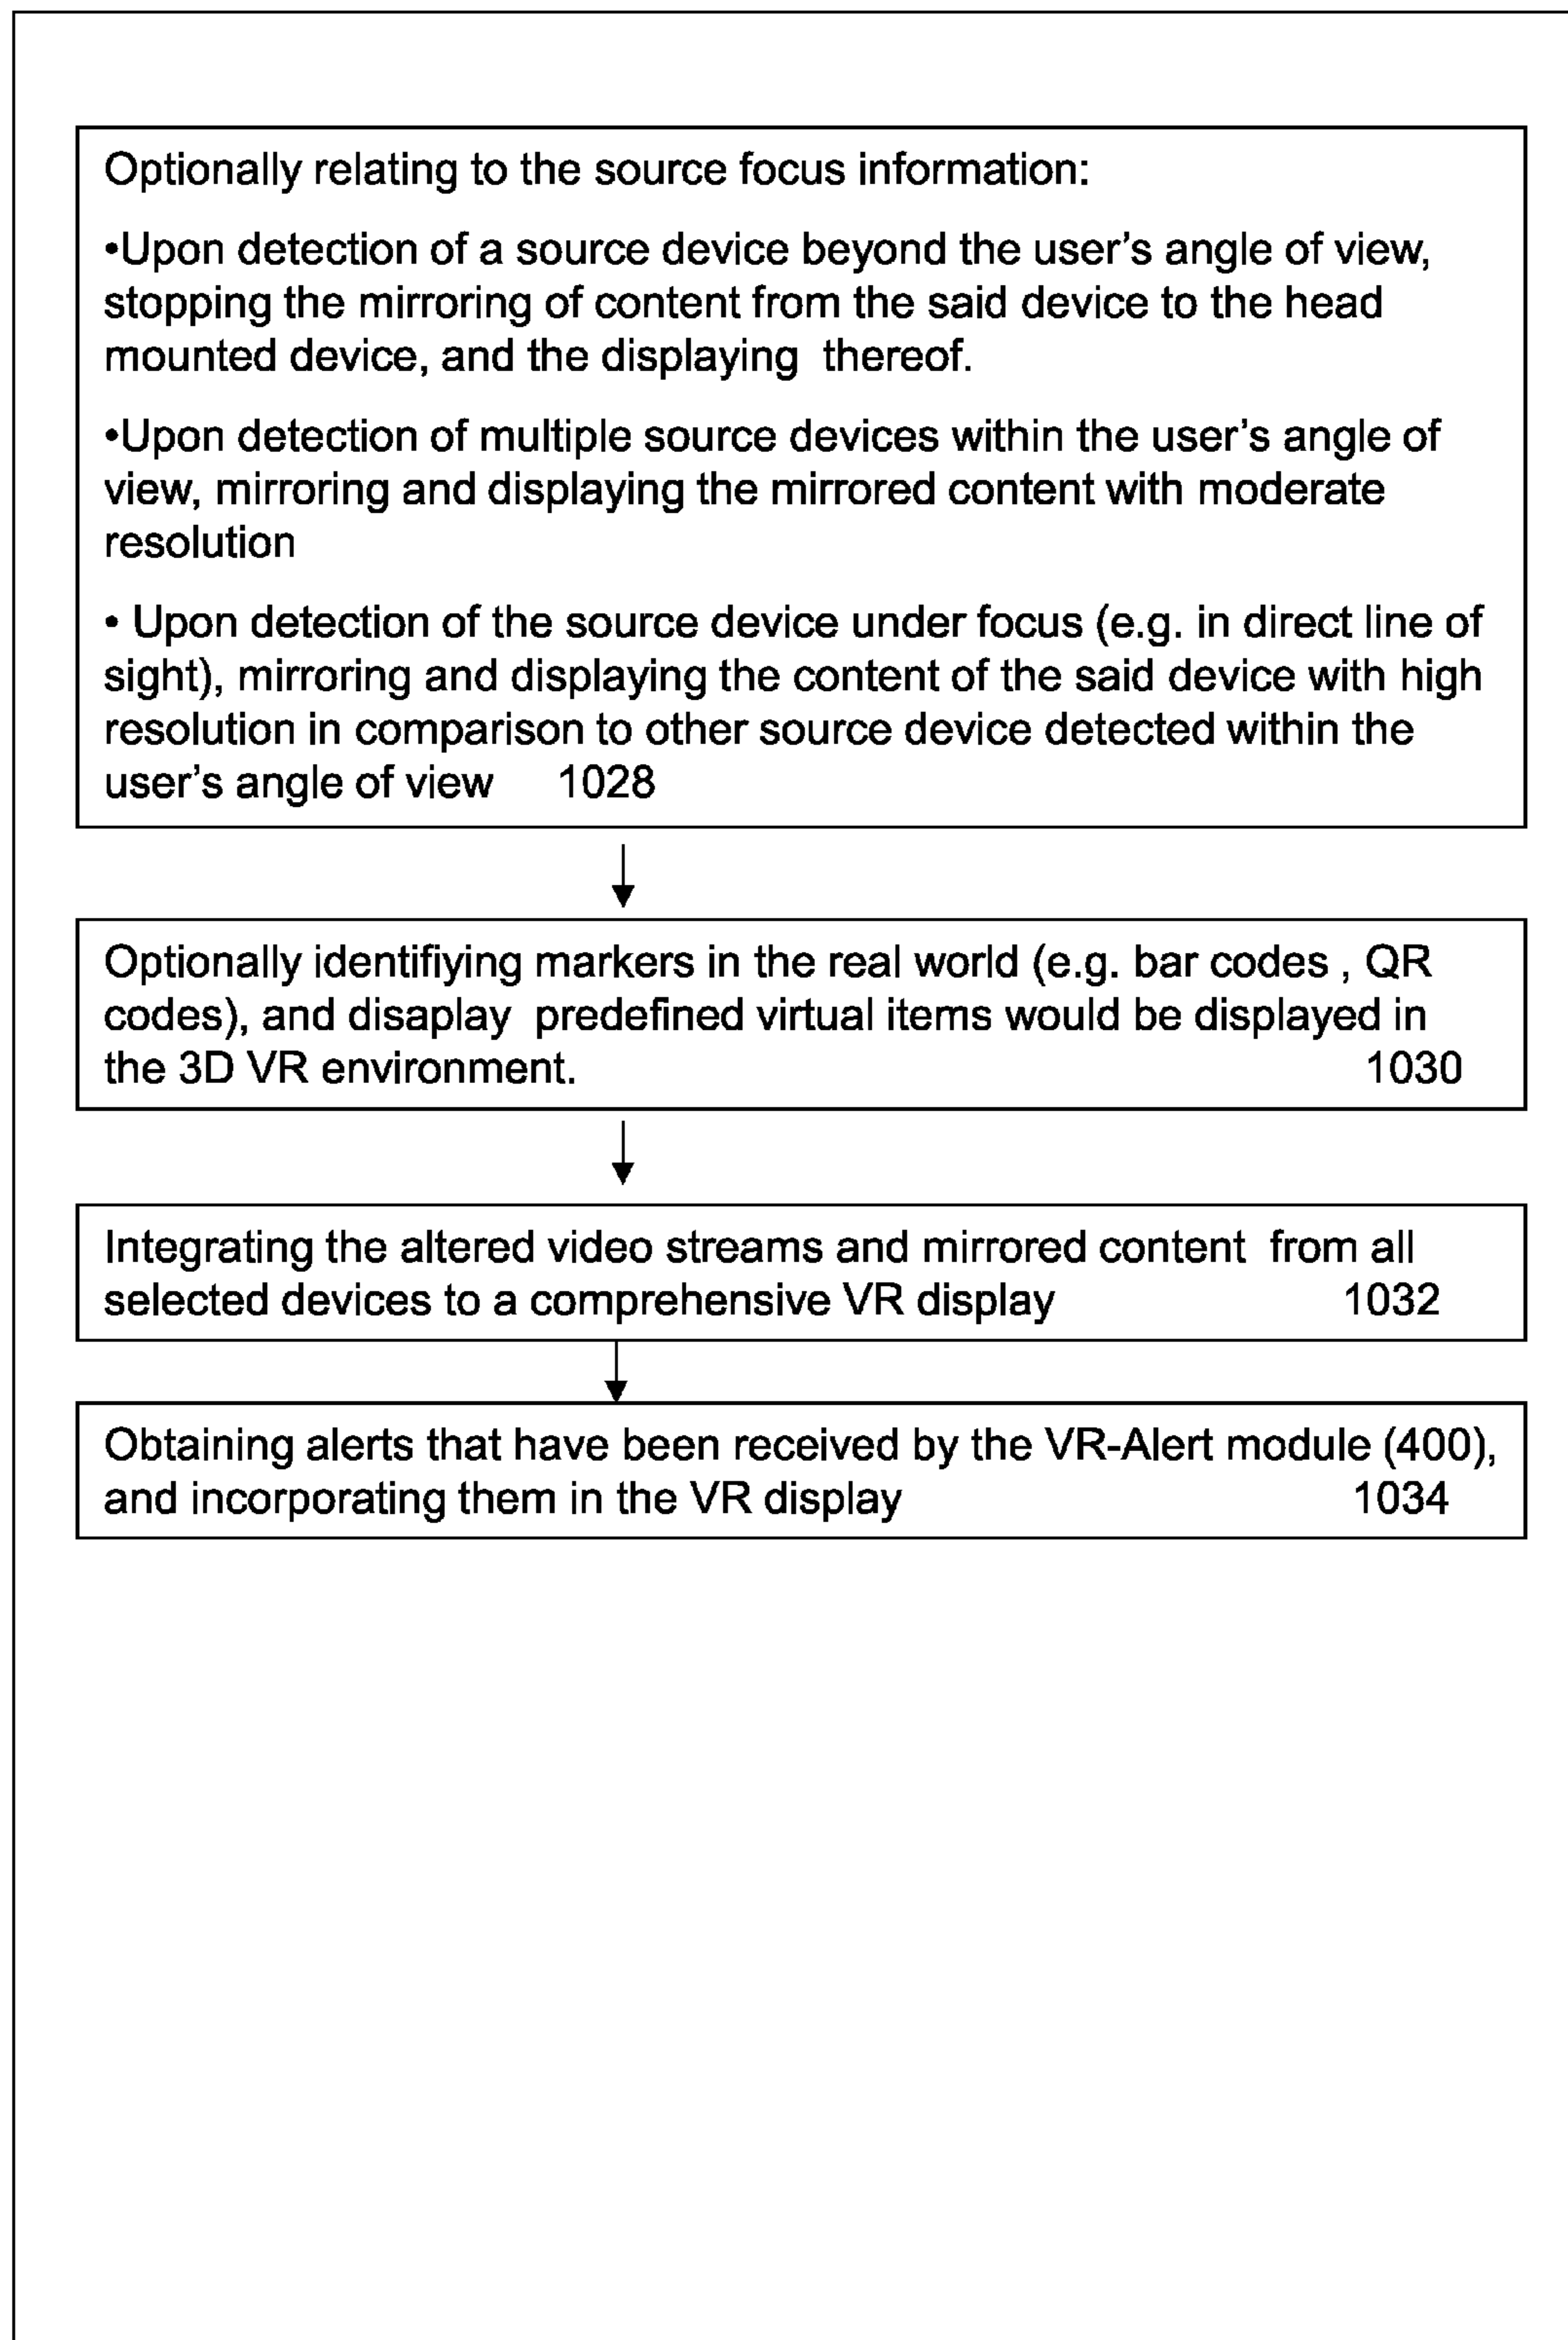 Optionally relating to the source focus information:
•Upon detection of a source device beyond the user's angle of view,
stopping the mirroring of content from the said device to the head
mounted device, and the displaying thereof.
•Upon detection of multiple source devices within the user's angle of
view, mirroring and displaying the mirrored content with moderate
resolution
• Upon detection of the source device under focus (e.g. in direct line of
sight), mirroring and displaying the content of the said device with high
resolution in comparison to other source device detected within the
user's angle of view 1028
Optionally identifiying markers in the real world (e.g. bar codes , QR
codes), and disaplay predefined virtual items would be displayed in
the 3D VR environment. 1030
Integrating the altered video streams and mirrored content from all
selected devices to a comprehensive VR display 1032
Obtaining alerts that have been received by the VR-Alert module (400),
and incorporating them in the VR display 1034